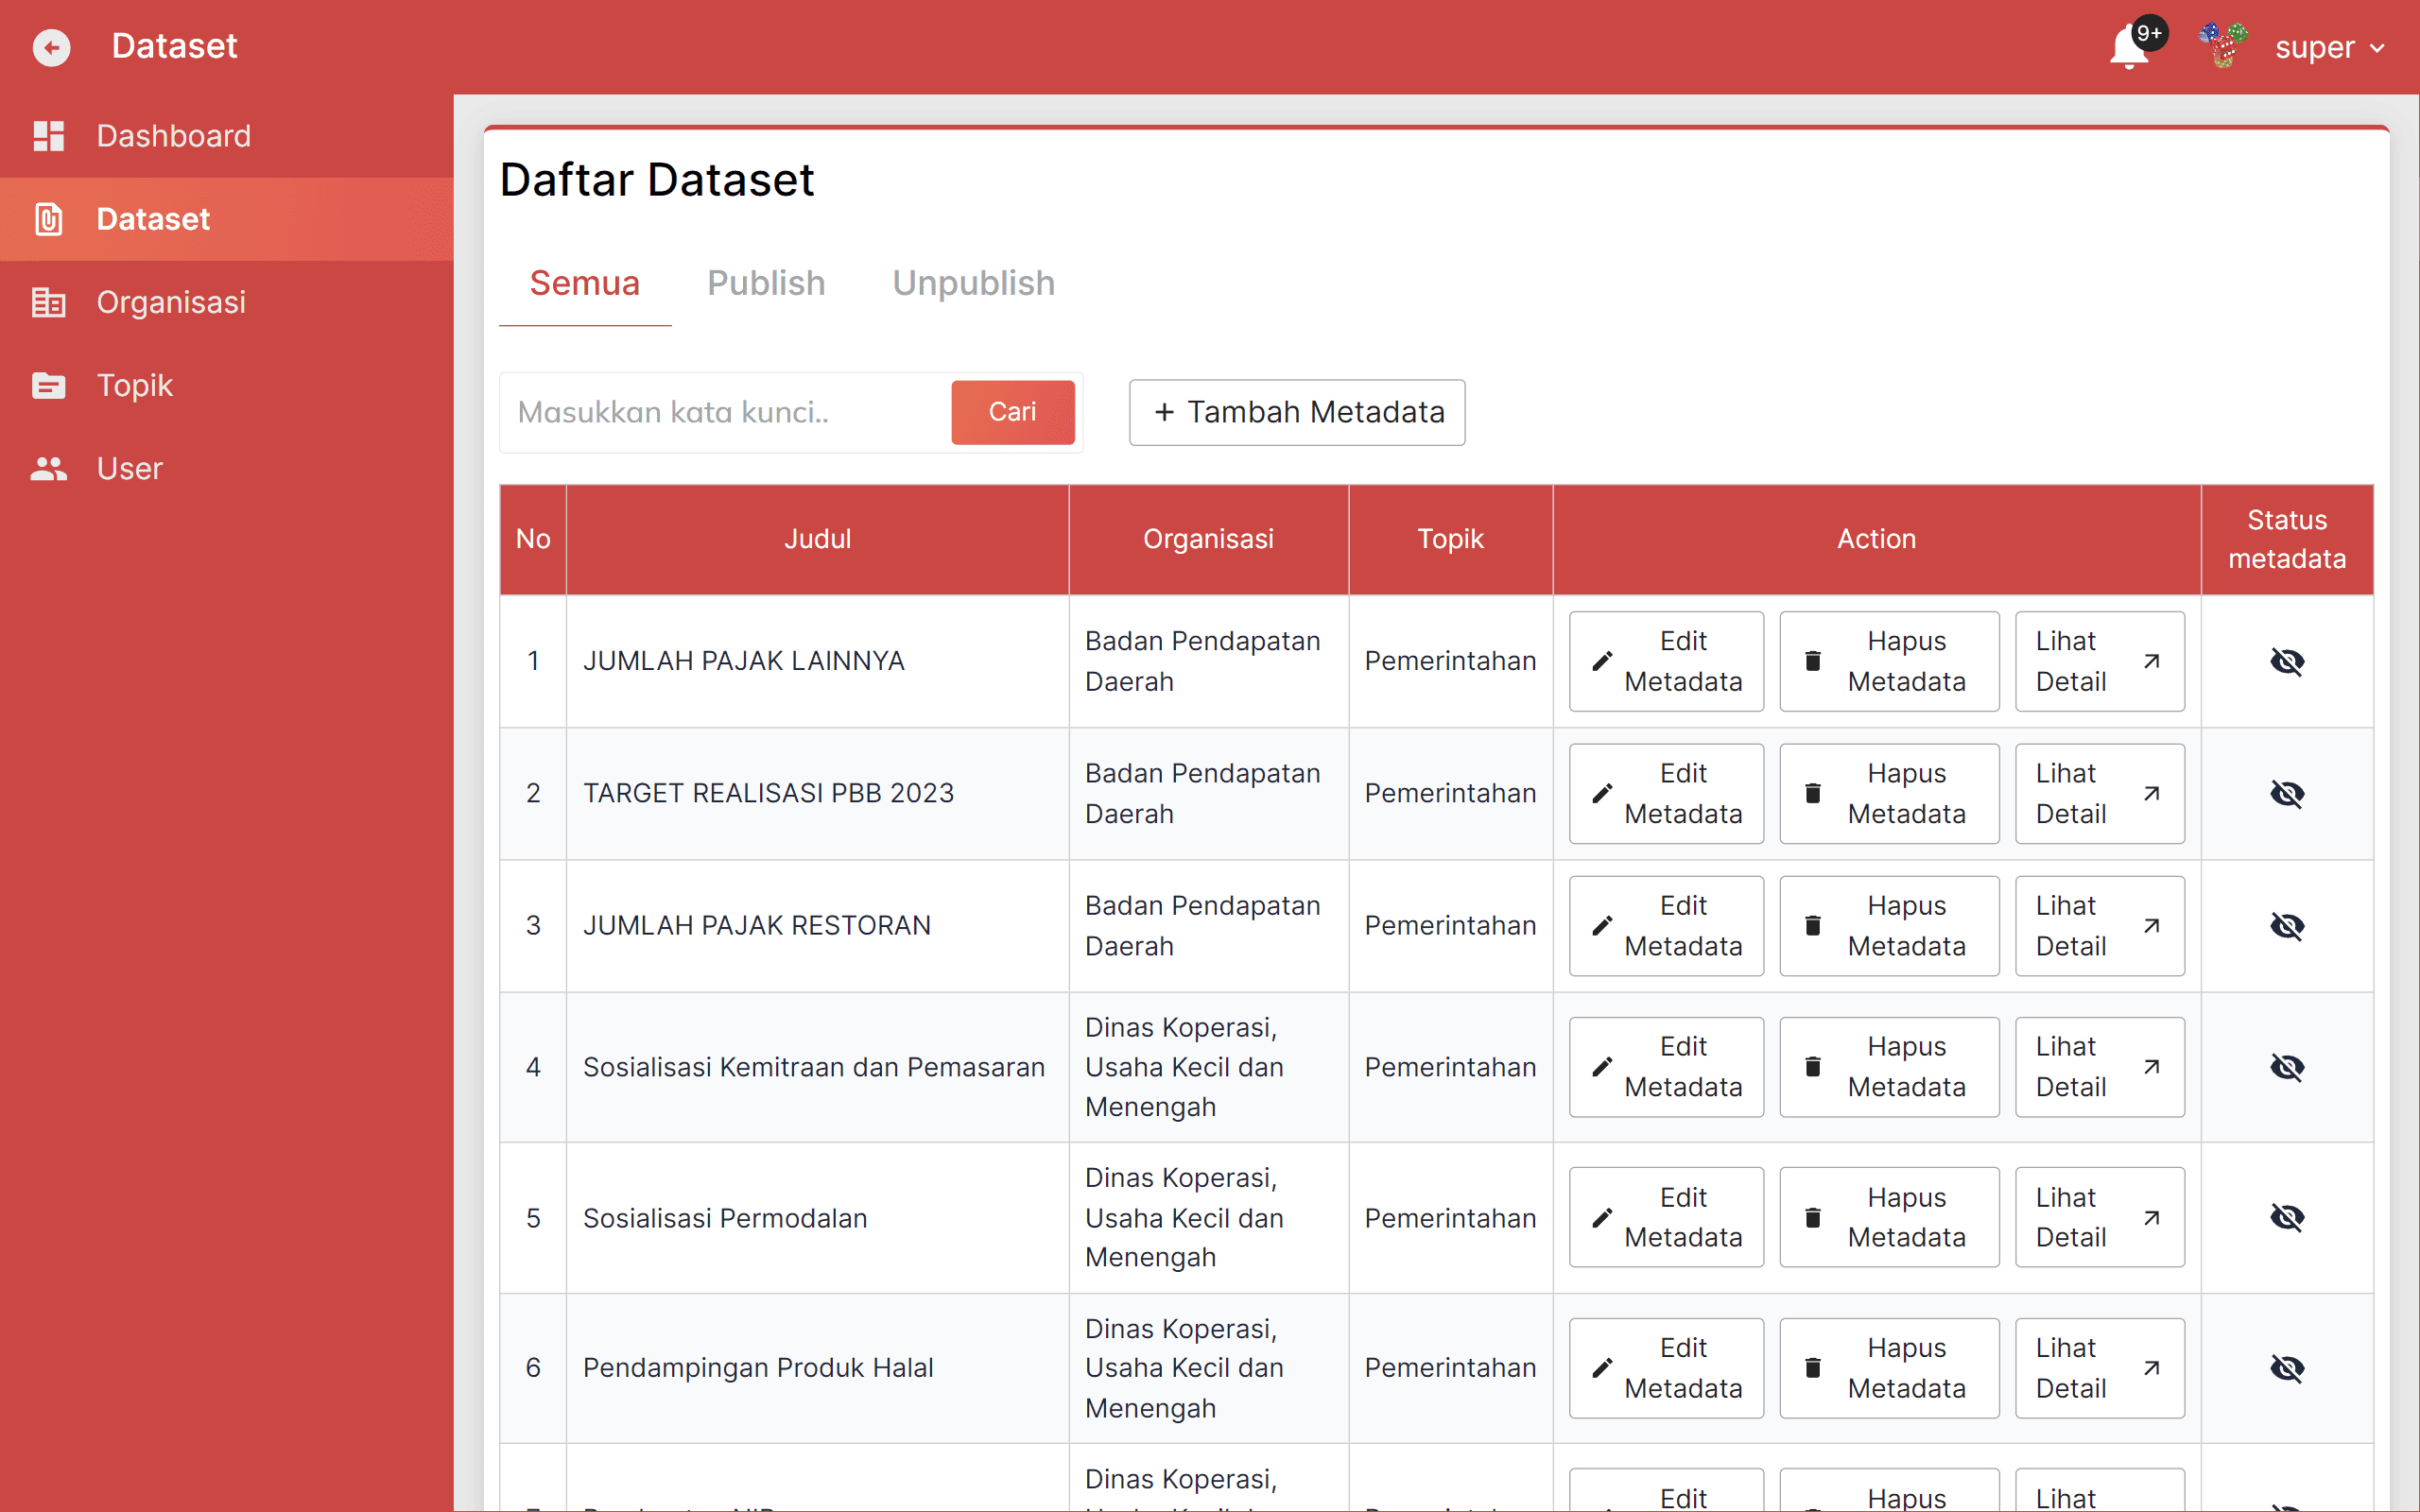 Dataset
9+
super
Dashboard
Dataset
Organisasi
Topik
User
Daftar Dataset
Semua Publish Unpublish
Masukkan kata kunci.. Cari + Tambah Metadata
No Judul Organisasi Topik Action Status
metadata
1 JUMLAH PAJAK LAINNYA Badan Pendapatan
Daerah Pemerintahan Edit
Metadata Hapus
Metadata Lihat
Detail
2 TARGET REALISASI PBB 2023 Badan Pendapatan
Daerah Pemerintahan Edit
Metadata Hapus
Metadata Lihat
Detail
3 JUMLAH PAJAK RESTORAN Badan Pendapatan
Daerah Pemerintahan Edit
Metadata Hapus
Metadata Lihat
Detail
4 Sosialisasi Kemitraan dan Pemasaran Dinas Koperasi,
Usaha Kecil dan
Menengah Pemerintahan Edit
Metadata Hapus
Metadata Lihat
Detail
5 Sosialisasi Permodalan Dinas Koperasi,
Usaha Kecil dan
Menengah Pemerintahan Edit
Metadata Hapus
Metadata Lihat
Detail
6 Pendampingan Produk Halal Dinas Koperasi,
Usaha Kecil dan
Menengah Pemerintahan Edit
Metadata Hapus
Metadata Lihat
Detail
Dinas Koperasi,
Edit Hapus Lihat